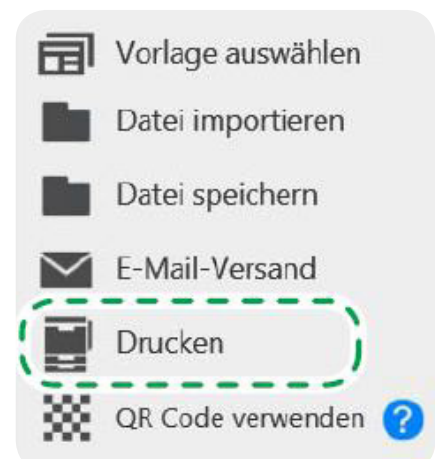 Vorlage auswählen
Datei importieren
Datei speichern
E-Mail-Versand
Drucken
QR Code verwenden ?